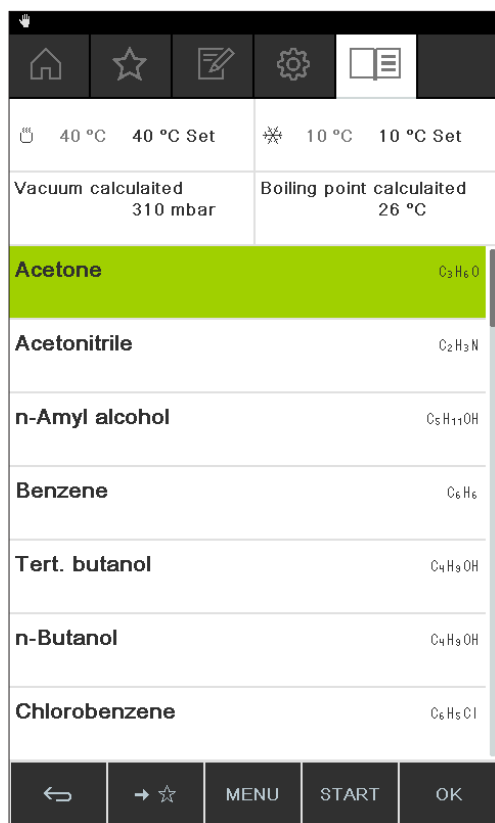 40 °C 40 °C Set
10 °C 10 °C Set
Vacuum calculaited
310 mbar
Boiling point calculaited
26 °C
Acetone C₃H₆O
Acetonitrile C₂H₃N
n-Amyl alcohol C₅H₁₁OH
Benzene C₆H₆
Tert. butanol C₄H₉OH
n-Butanol C₄H₉OH
Chlorobenzene C₆H₅Cl
MENU START OK